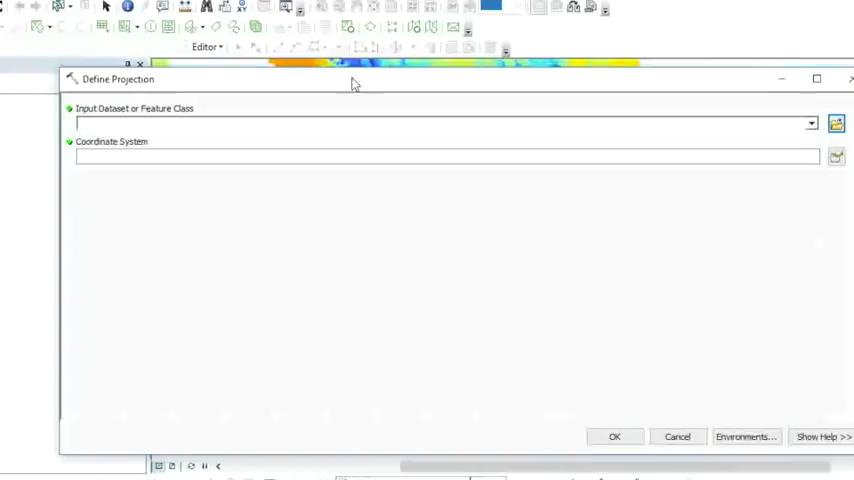 Editor
Define Projection
Input Dataset or Feature Class
Coordinate System
OK
Cancel
Environments...
Show Help >>